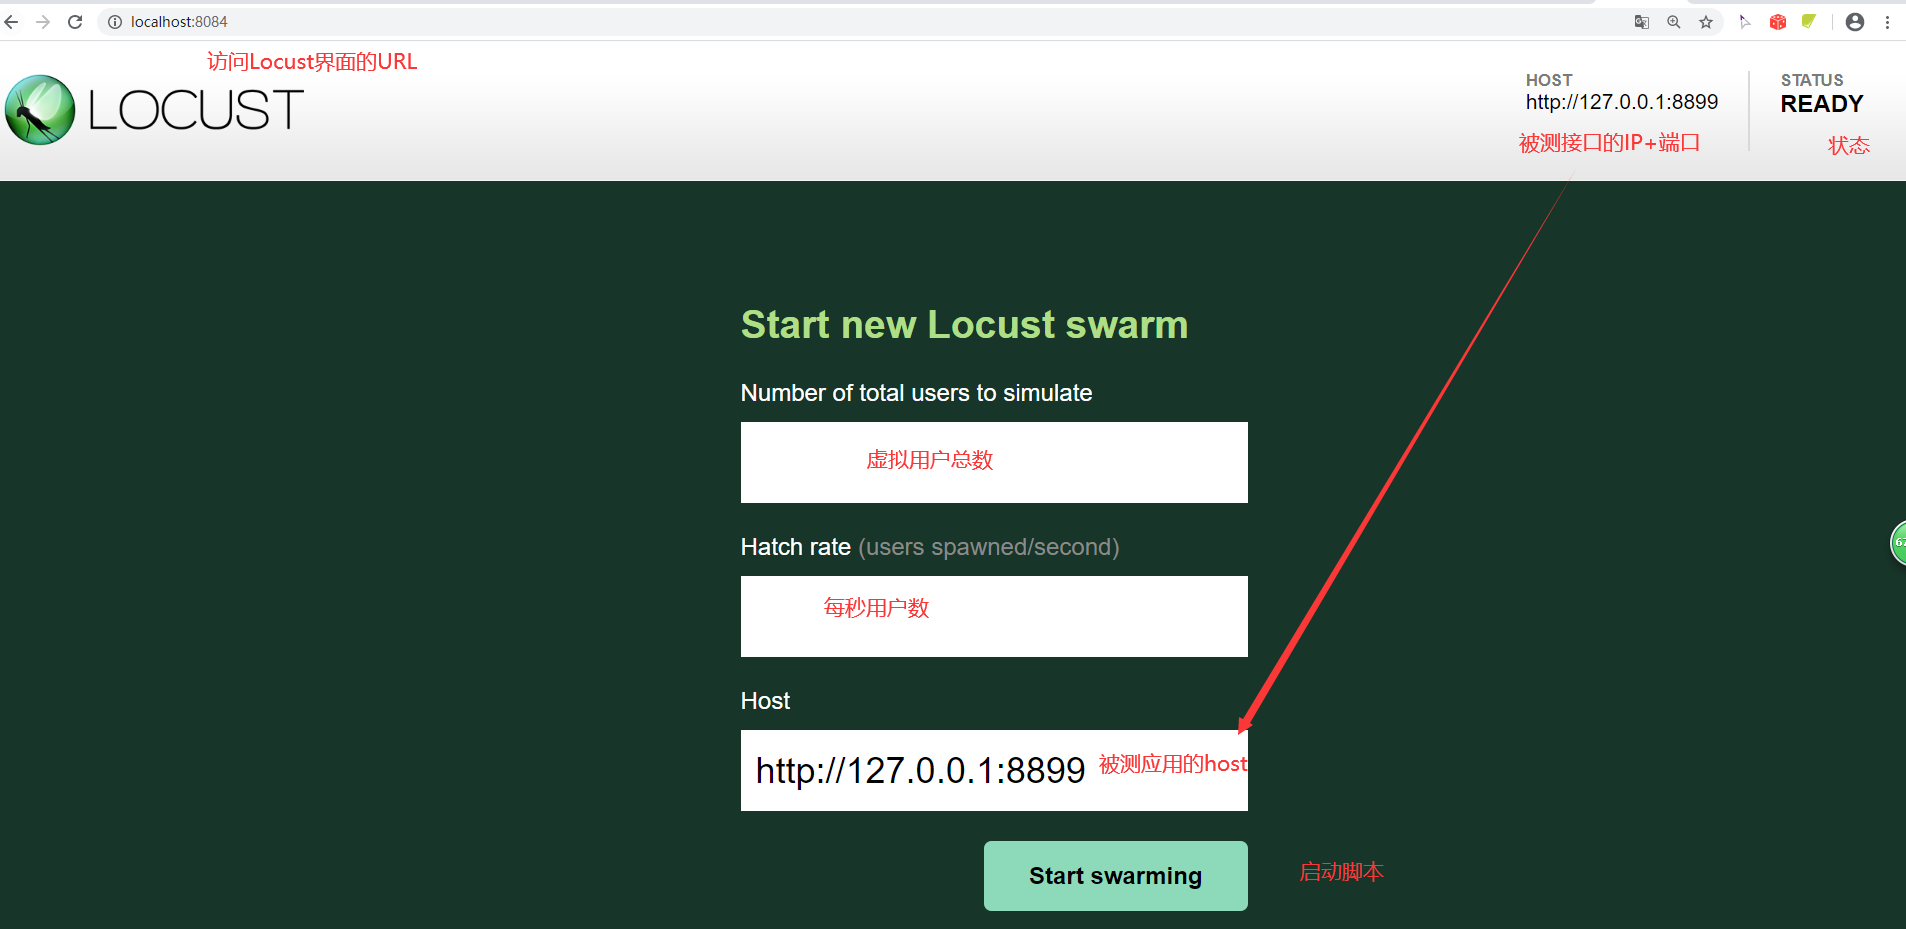 localhost:8084
访问Locust界面的URL
LOCUST
HOST
http://127.0.0.1:8899
被测接口的IP+端口
STATUS
READY
状态
Start new Locust swarm
Number of total users to simulate
虚拟用户总数
Hatch rate (users spawned/second)
每秒用户数
Host
http://127.0.0.1:8899 被测应用的host
Start swarming
启动脚本